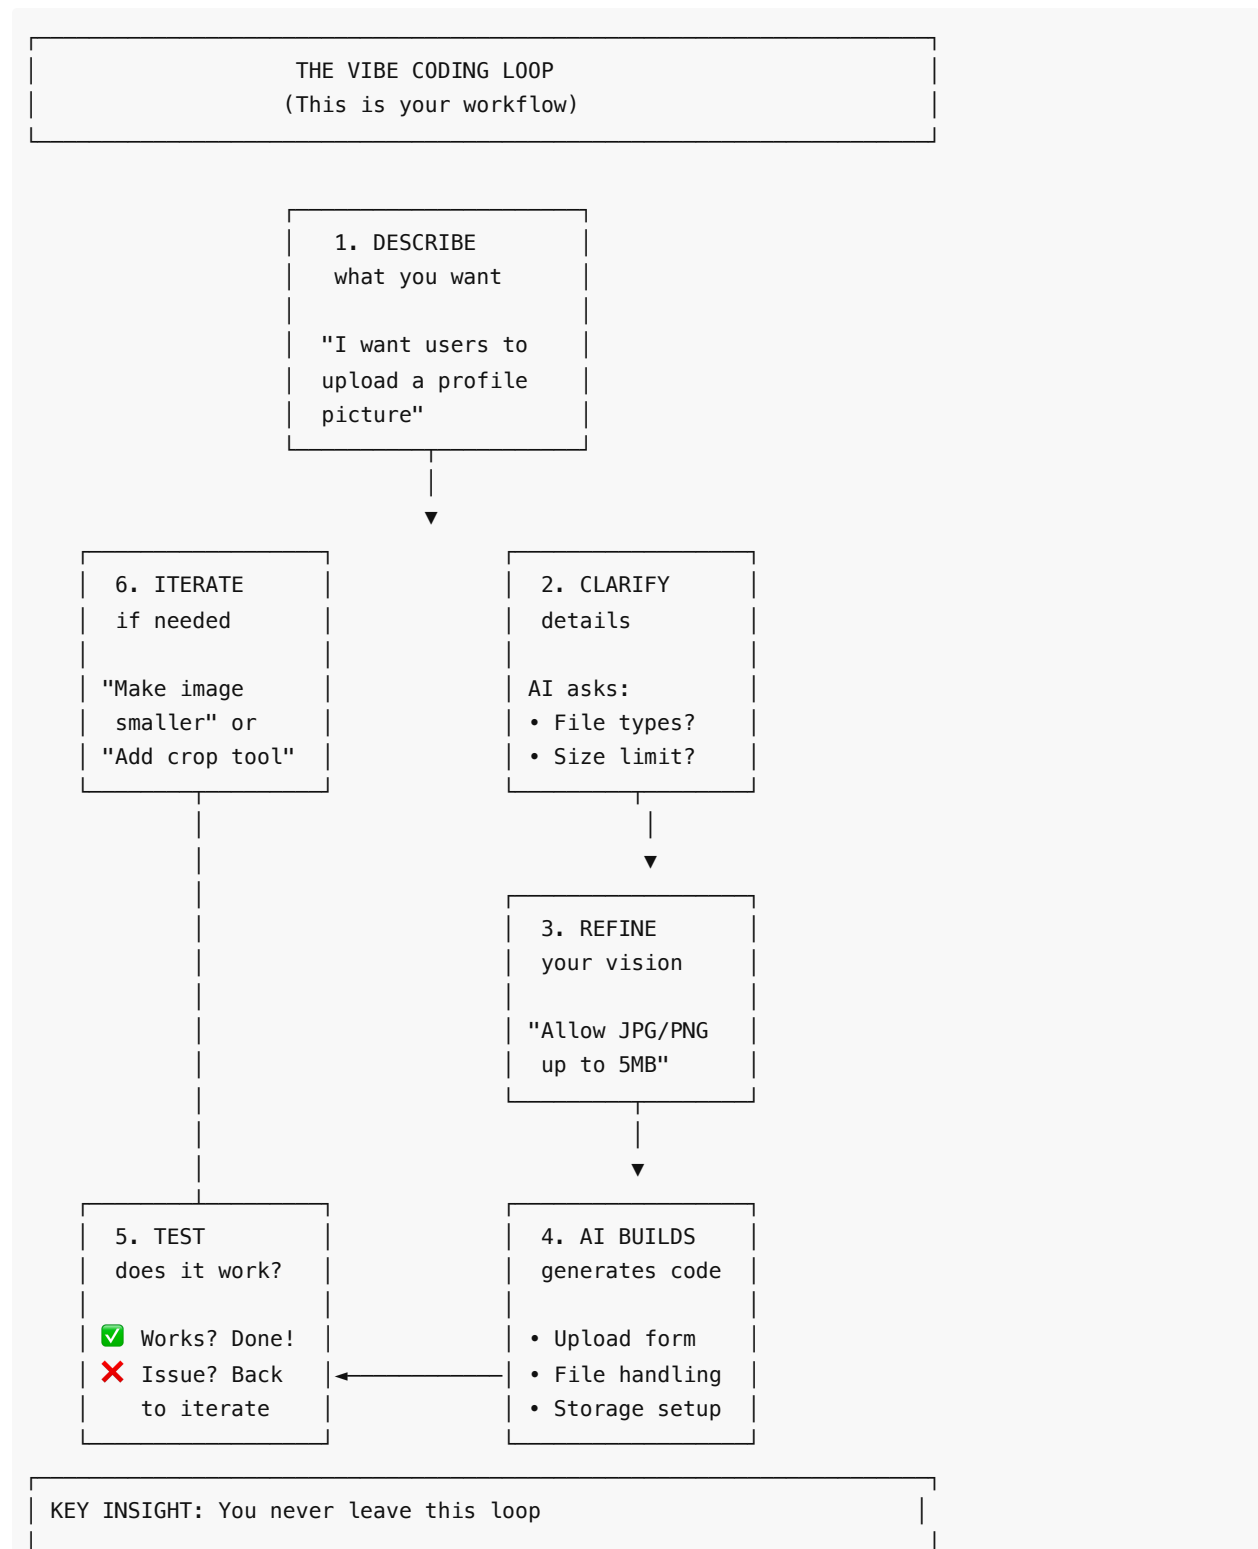 THE VIBE CODING LOOP
(This is your workflow)
1. DESCRIBE
what you want
"I want users to
upload a profile
picture"
6. ITERATE
if needed
"Make image
smaller" or
"Add crop tool"
2. CLARIFY
details
AI asks:
• File types?
• Size limit?
3. REFINE
your vision
"Allow JPG/PNG
up to 5MB"
5. TEST
does it work?
✅ Works? Done!
❌ Issue? Back
to iterate
4. AI BUILDS
generates code
• Upload form
• File handling
• Storage setup
KEY INSIGHT: You never leave this loop